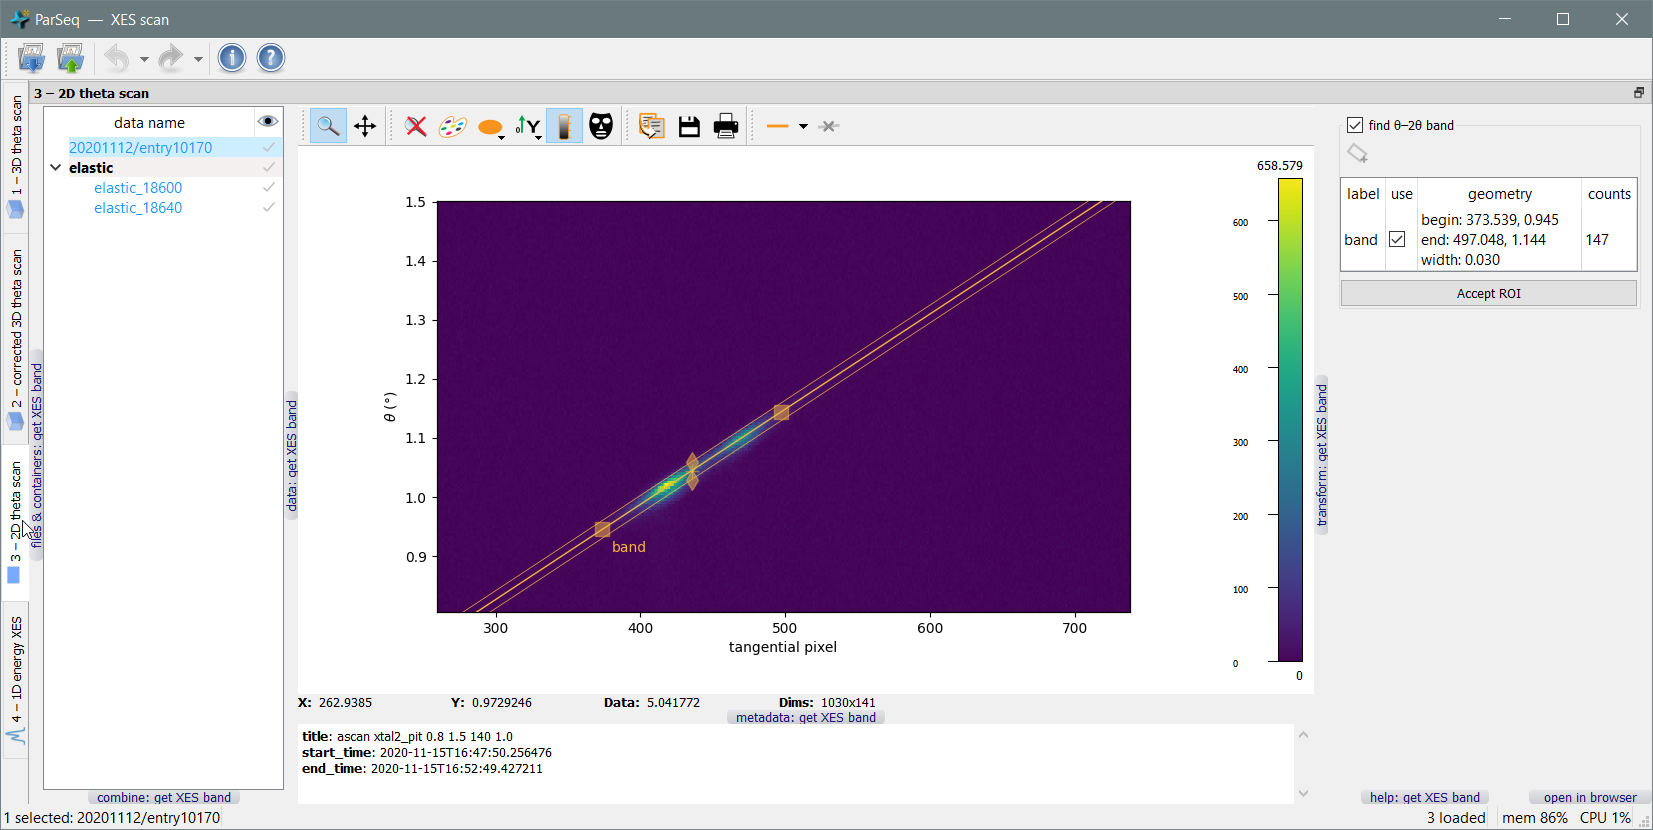 ParSeq — XES scan
3 − 2D theta scan
1 − 3D theta scan
2 − corrected 3D theta scan
3 − 2D theta scan
4 − 1D energy XES
files & containers: get XES band
data name
20201112/entry10170
elastic
elastic_18600
elastic_18640
combine: get XES band
data: get XES band
θ (°)
1.5
1.4
1.3
1.2
1.1
1.0
0.9
band
300 400 500 600 700
tangential pixel
658.579
600
500
400
300
200
100
0
0
X: 262.9385 Y: 0.9729246 Data: 5.041772 Dims: 1030x141
metadata: get XES band
title: ascan xtal2_pit 0.8 1.5 140 1.0
start_time: 2020-11-15T16:47:50.256476
end_time: 2020-11-15T16:52:49.427211
transform: get XES band
find θ−2θ band
label use geometry counts
begin: 373.539, 0.945
band end: 497.048, 1.144 147
width: 0.030
Accept ROI
help: get XES band
open in browser
1 selected: 20201112/entry10170
3 loaded mem 86% CPU 1%